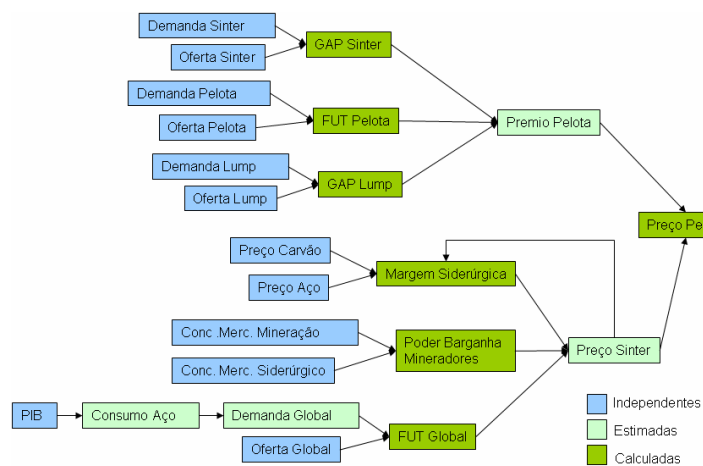 Demanda Sinter
Oferta Sinter
GAP Sinter
Demanda Pelota
Oferta Pelota
FUT Pelota
Premio Pelota
Demanda Lump
Oferta Lump
GAP Lump
Preço Pe
Preço Carvão
Preço Aço
Margem Siderúrgica
Conc .Merc. Mineração
Conc. Merc. Siderúrgico
Poder Barganha
Mineradores
Preço Sinter
PIB
Consumo Aço
Demanda Global
Oferta Global
FUT Global
Independentes
Estimadas
Calculadas